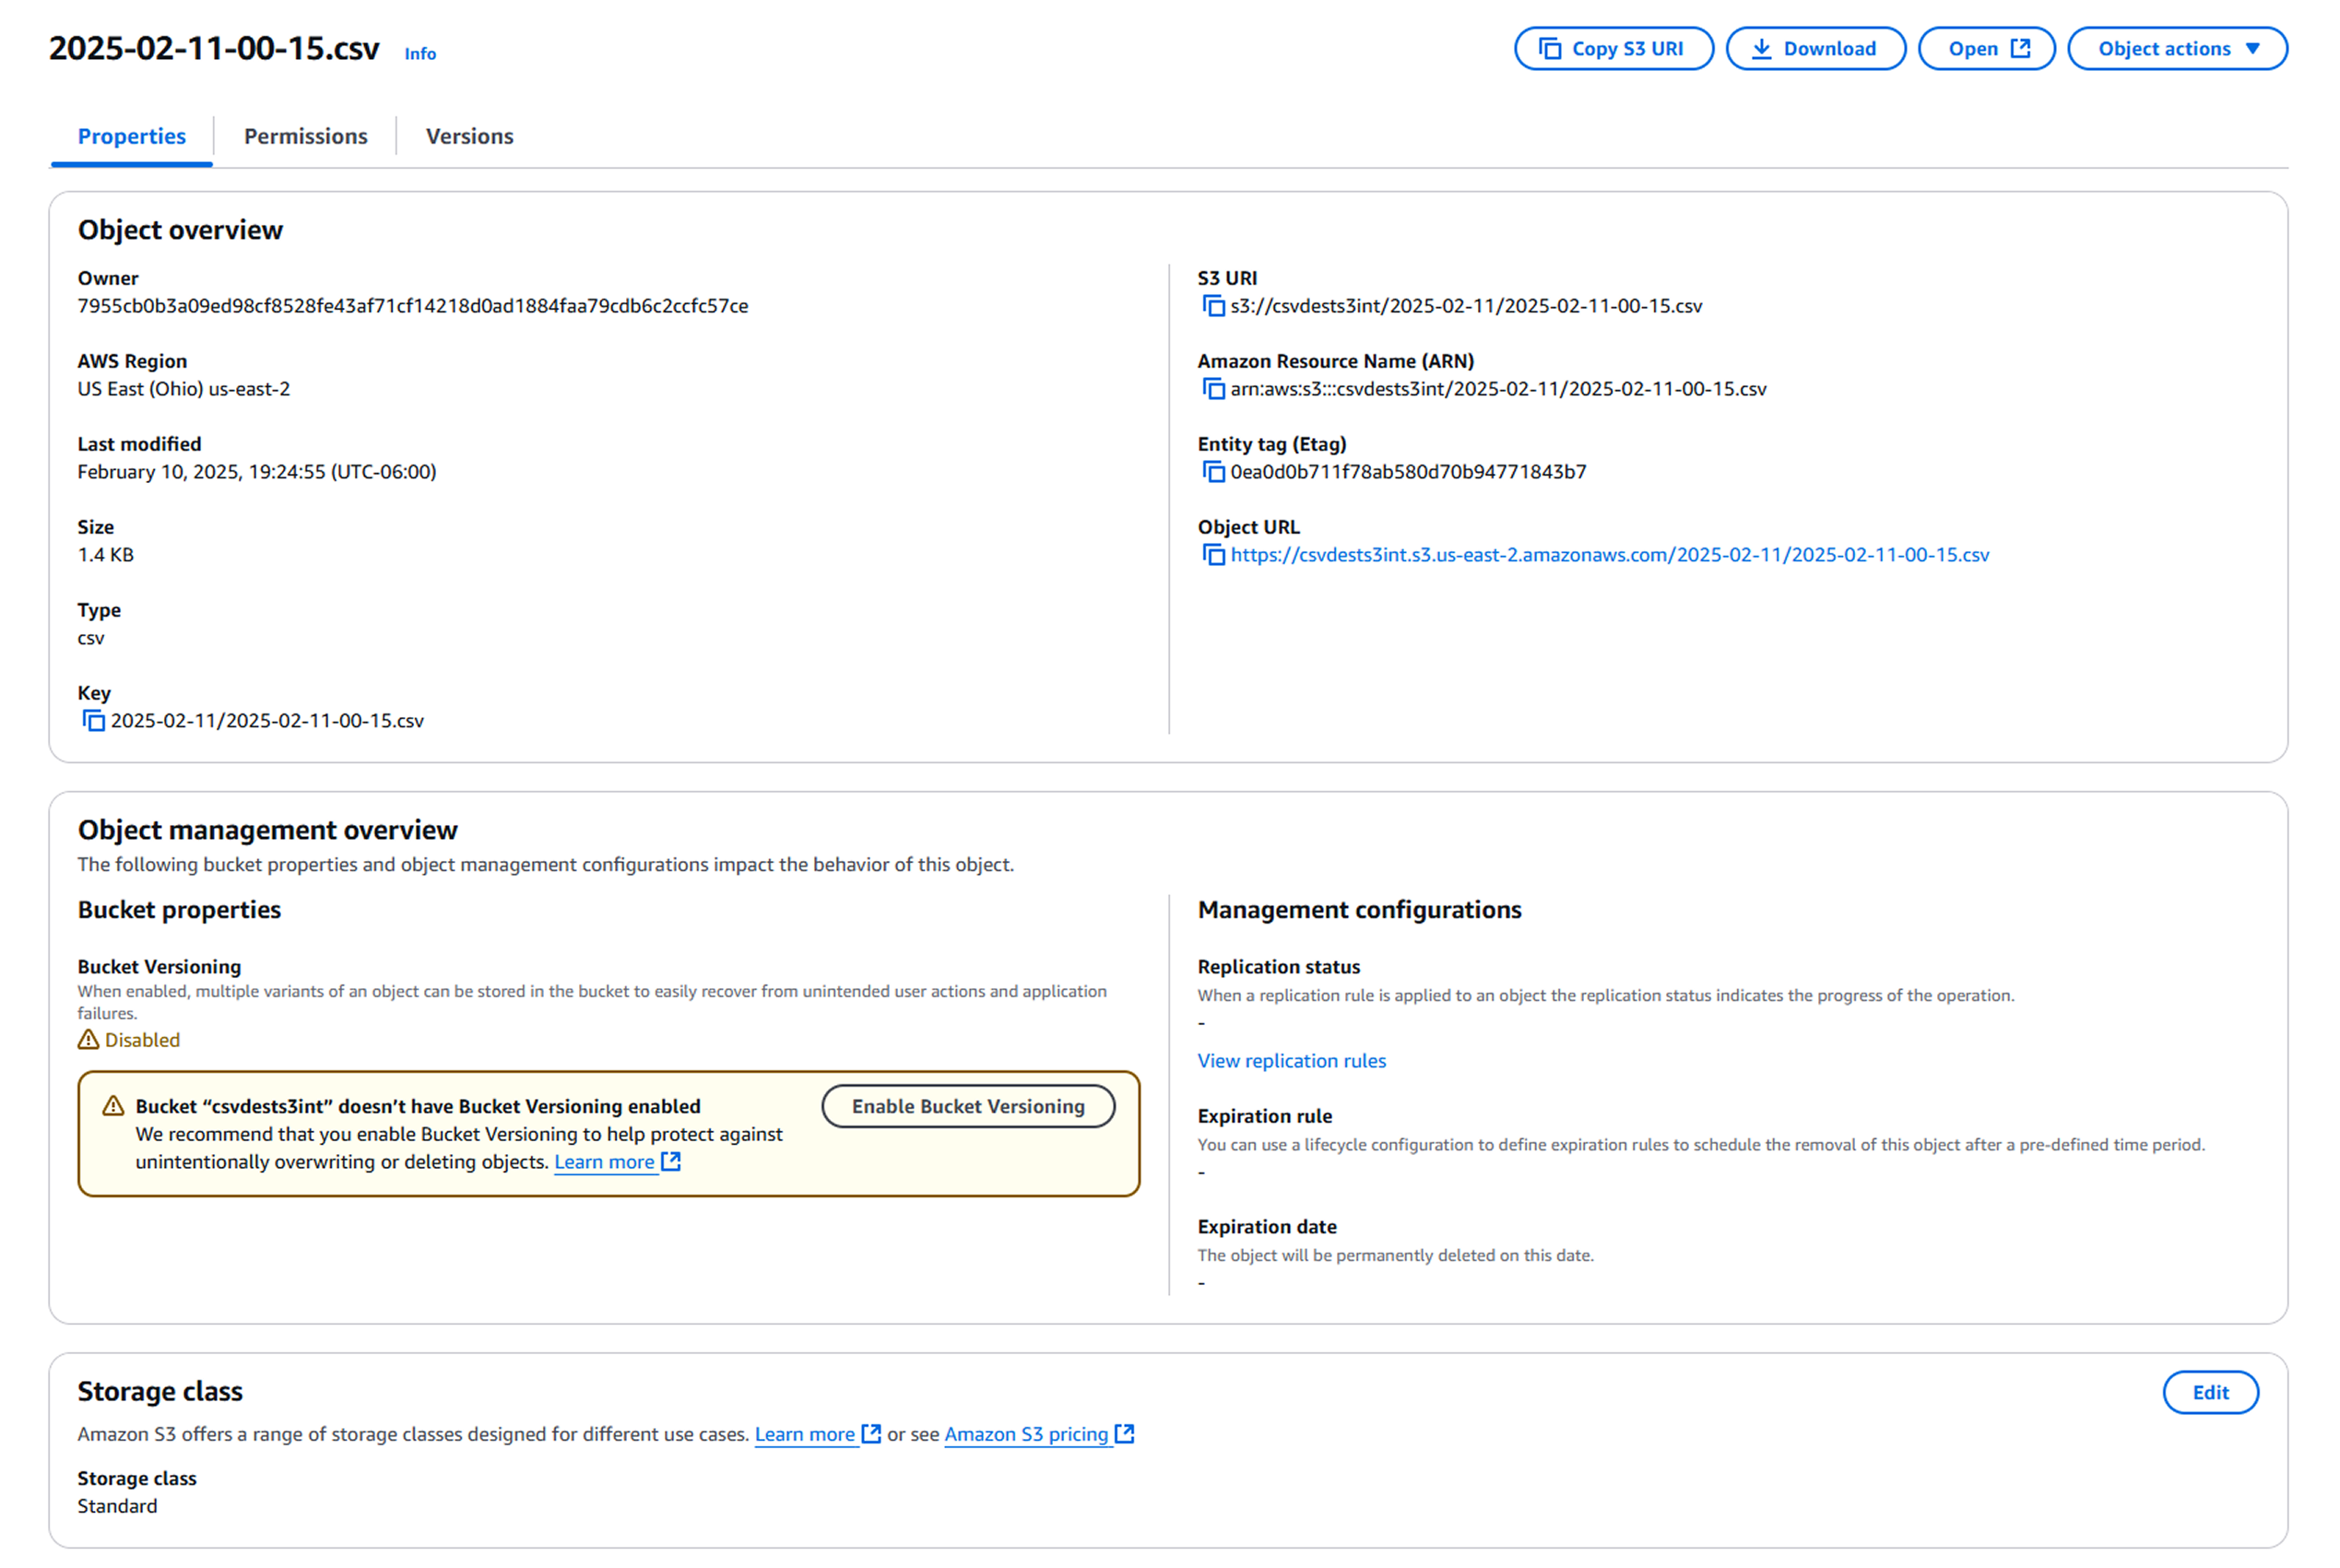 2025-02-11-00-15.csv Info
Copy S3 URI
Download
Open
Object actions
Properties
Permissions
Versions
Object overview
Owner
7955cb0b3a09ed98cf8528fe43af71cf14218d0ad1884faa79cdb6c2ccfc57ce
AWS Region
US East (Ohio) us-east-2
Last modified
February 10, 2025, 19:24:55 (UTC-06:00)
Size
1.4 KB
Type
csv
Key
2025-02-11/2025-02-11-00-15.csv
S3 URI
s3://csvdests3int/2025-02-11/2025-02-11-00-15.csv
Amazon Resource Name (ARN)
arn:aws:s3:::csvdests3int/2025-02-11/2025-02-11-00-15.csv
Entity tag (Etag)
0ea0d0b711f78ab580d70b94771843b7
Object URL
https://csvdests3int.s3.us-east-2.amazonaws.com/2025-02-11/2025-02-11-00-15.csv
Object management overview
The following bucket properties and object management configurations impact the behavior of this object.
Bucket properties
Bucket Versioning
When enabled, multiple variants of an object can be stored in the bucket to easily recover from unintended user actions and application
failures.
Disabled
Bucket “csvdests3int” doesn’t have Bucket Versioning enabled
We recommend that you enable Bucket Versioning to help protect against
unintentionally overwriting or deleting objects. Learn more
Enable Bucket Versioning
Management configurations
Replication status
When a replication rule is applied to an object the replication status indicates the progress of the operation.
-
View replication rules
Expiration rule
You can use a lifecycle configuration to define expiration rules to schedule the removal of this object after a pre-defined time period.
-
Expiration date
The object will be permanently deleted on this date.
-
Storage class
Edit
Amazon S3 offers a range of storage classes designed for different use cases. Learn more or see Amazon S3 pricing
Storage class
Standard